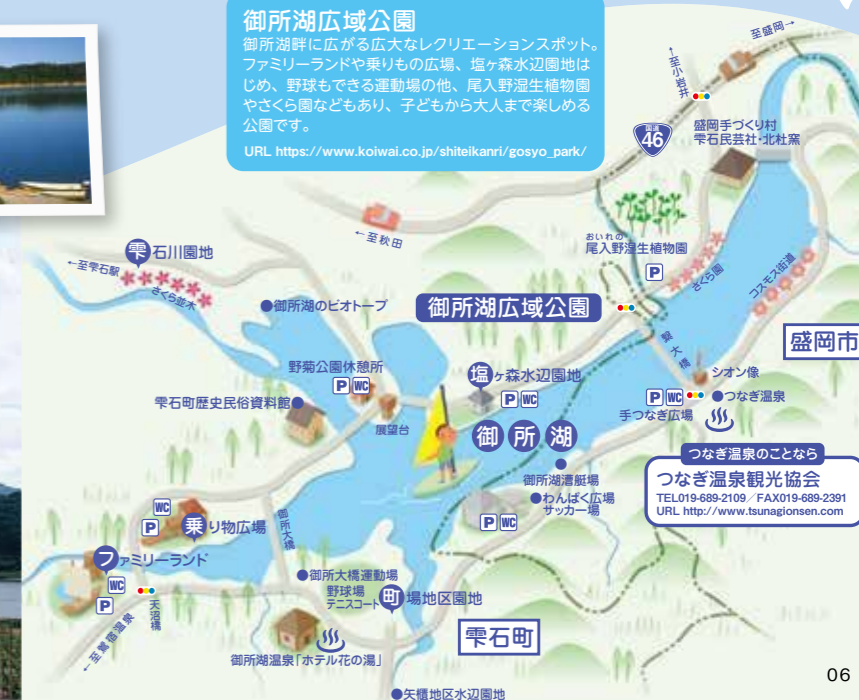 御所湖広域公園
御所湖畔に広がる広大なレクリエーションスポット。
ファミリーランドや乗りもの広場、塩ヶ森水辺園地は
じめ、野球もできる運動場の他、尾入野湿生植物園
やさくら園などもあり、子どもから大人まで楽しめる
公園です。
URL https://www.koiwai.co.jp/shiteikanri/gosyo_park/
至盛岡→
←至小岩井
国道
46
盛岡手づくり村
雫石民芸社・北杜窯
←至秋田
おいれの
尾入野湿生植物園
P
さくら園
コスモス街道
雫石川園地
←至雫石駅
さくら並木
●御所湖のビオトープ
御所湖広域公園
繋大橋
盛岡市
シオン像
P WC
●つなぎ温泉
手つなぎ広場
野菊公園休憩所
P WC
塩ヶ森水辺園地
P WC
雫石町歴史民俗資料館●
展望台
御所湖
御所湖漕艇場
●わんぱく広場
サッカー場
P WC
つなぎ温泉のことなら
つなぎ温泉観光協会
TEL019-689-2109／FAX019-689-2391
URL http://www.tsunagionsen.com
WC
P
乗り物広場
御所大橋
ファミリーランド
WC
P
天沼橋
←至鶯宿温泉
●御所大橋運動場
野球場
テニスコート
町場地区園地
雫石町
御所湖温泉「ホテル花の湯」
●矢櫃地区水辺園地
06